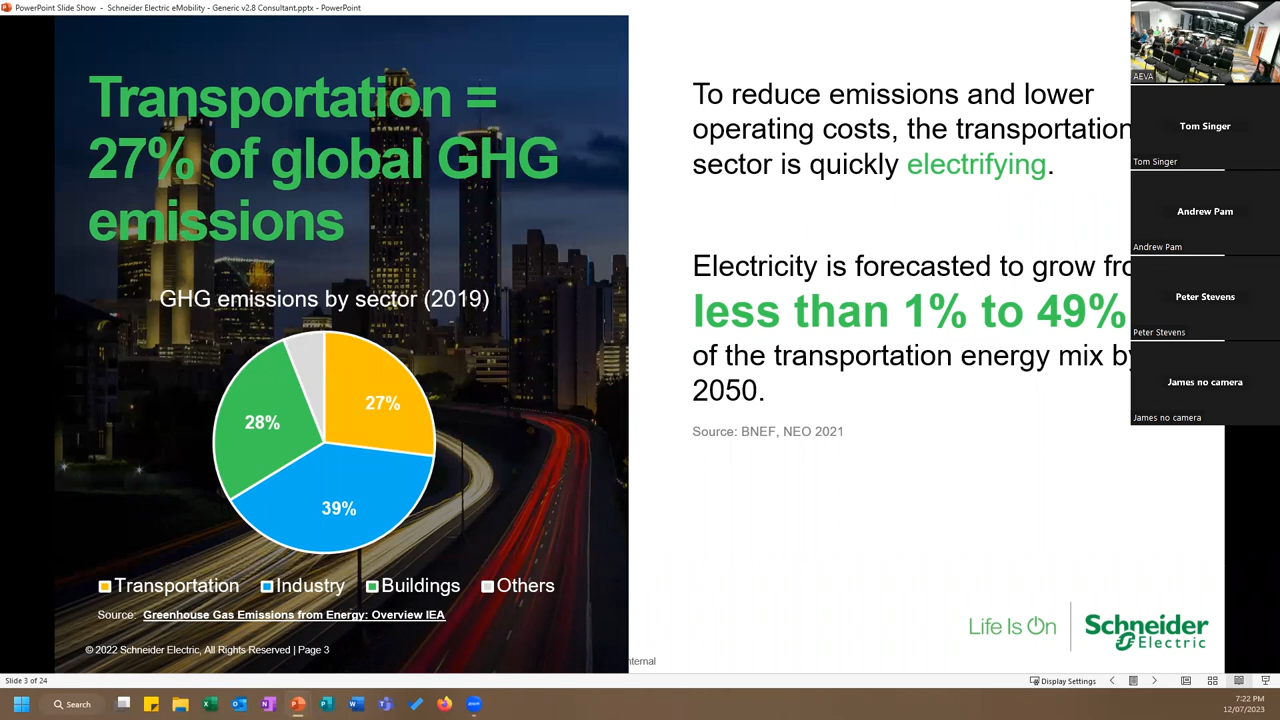 PowerPoint Slide Show - Schneider Electric eMobility - Generic v2.8 Consultant.pptx - PowerPoint
Transportation =
27% of global GHG
emissions
GHG emissions by sector (2019)
27%
28%
39%
Transportation Industry Buildings Others
Source: Greenhouse Gas Emissions from Energy: Overview IEA
© 2022 Schneider Electric, All Rights Reserved | Page 3
To reduce emissions and lower
operating costs, the transportation
sector is quickly electrifying.
Electricity is forecasted to grow fro
less than 1% to 49%
of the transportation energy mix by
2050.
Source: BNEF, NEO 2021
Life Is On
Schneider
Electric
nternal
AEVA
Tom Singer
Tom Singer
Andrew Pam
Andrew Pam
Peter Stevens
Peter Stevens
James no camera
James no camera
Slide 3 of 24
Display Settings
Search
7:22 PM
12/07/2023